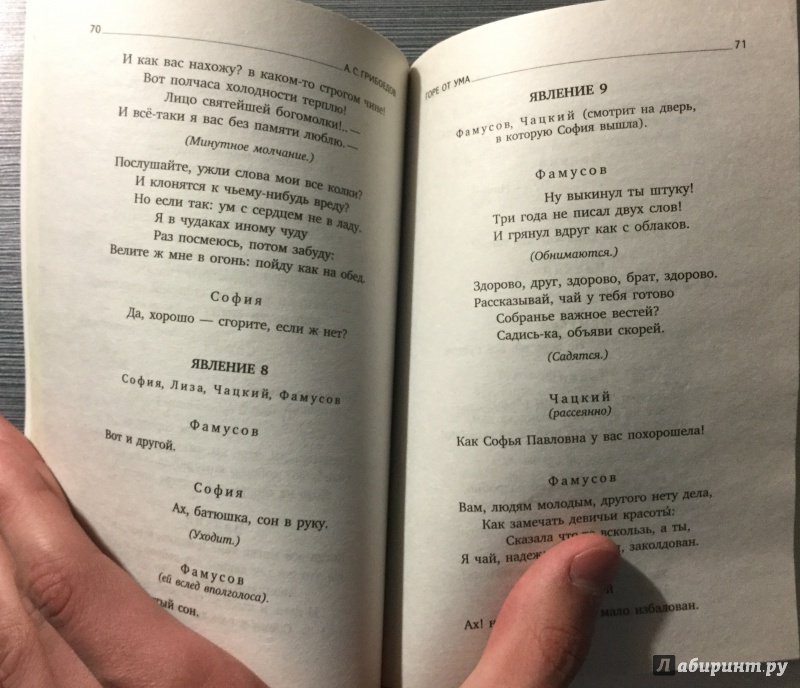 70
А. С. ГРИБОЕДОВ
И как вас нахожу? в каком-то строгом чине!
Вот полчаса холодности терплю!
Лицо святейшей богомолки!.. —
И всё-таки я вас без памяти люблю. —
(Минутное молчание.)
Послушайте, ужли слова мои все колки?
И клонятся к чьему-нибудь вреду?
Но если так: ум с сердцем не в ладу.
Я в чудаках иному чуду
Раз посмеюсь, потом забуду:
Велите ж мне в огонь: пойду как на обед.
София
Да, хорошо — сгорите, если ж нет?
ЯВЛЕНИЕ 8
София, Лиза, Чацкий, Фамусов
Фамусов
Вот и другой.
София
Ах, батюшка, сон в руку.
(Уходит.)
Фамусов
(ей вслед вполголоса).
сон.
ГОРЕ ОТ УМА
71
ЯВЛЕНИЕ 9
Фамусов, Чацкий (смотрит на дверь,
в которую София вышла).
Фамусов
Ну выкинул ты штуку!
Три года не писал двух слов!
И грянул вдруг как с облаков.
(Обнимаются.)
Здорово, друг, здорово, брат, здорово.
Рассказывай, чай у тебя готово
Собранье важное вестей?
Садись-ка, объяви скорей.
(Садятся.)
Чацкий
(рассеянно)
Как Софья Павловна у вас похорошела!
Фамусов
Вам, людям молодым, другого нету дела,
Как замечать девичьи красоты́:
Сказала что-то вскользь, а ты,
Я чай, заколдован.
Ах! мало избалован.
Лабиринт.ру